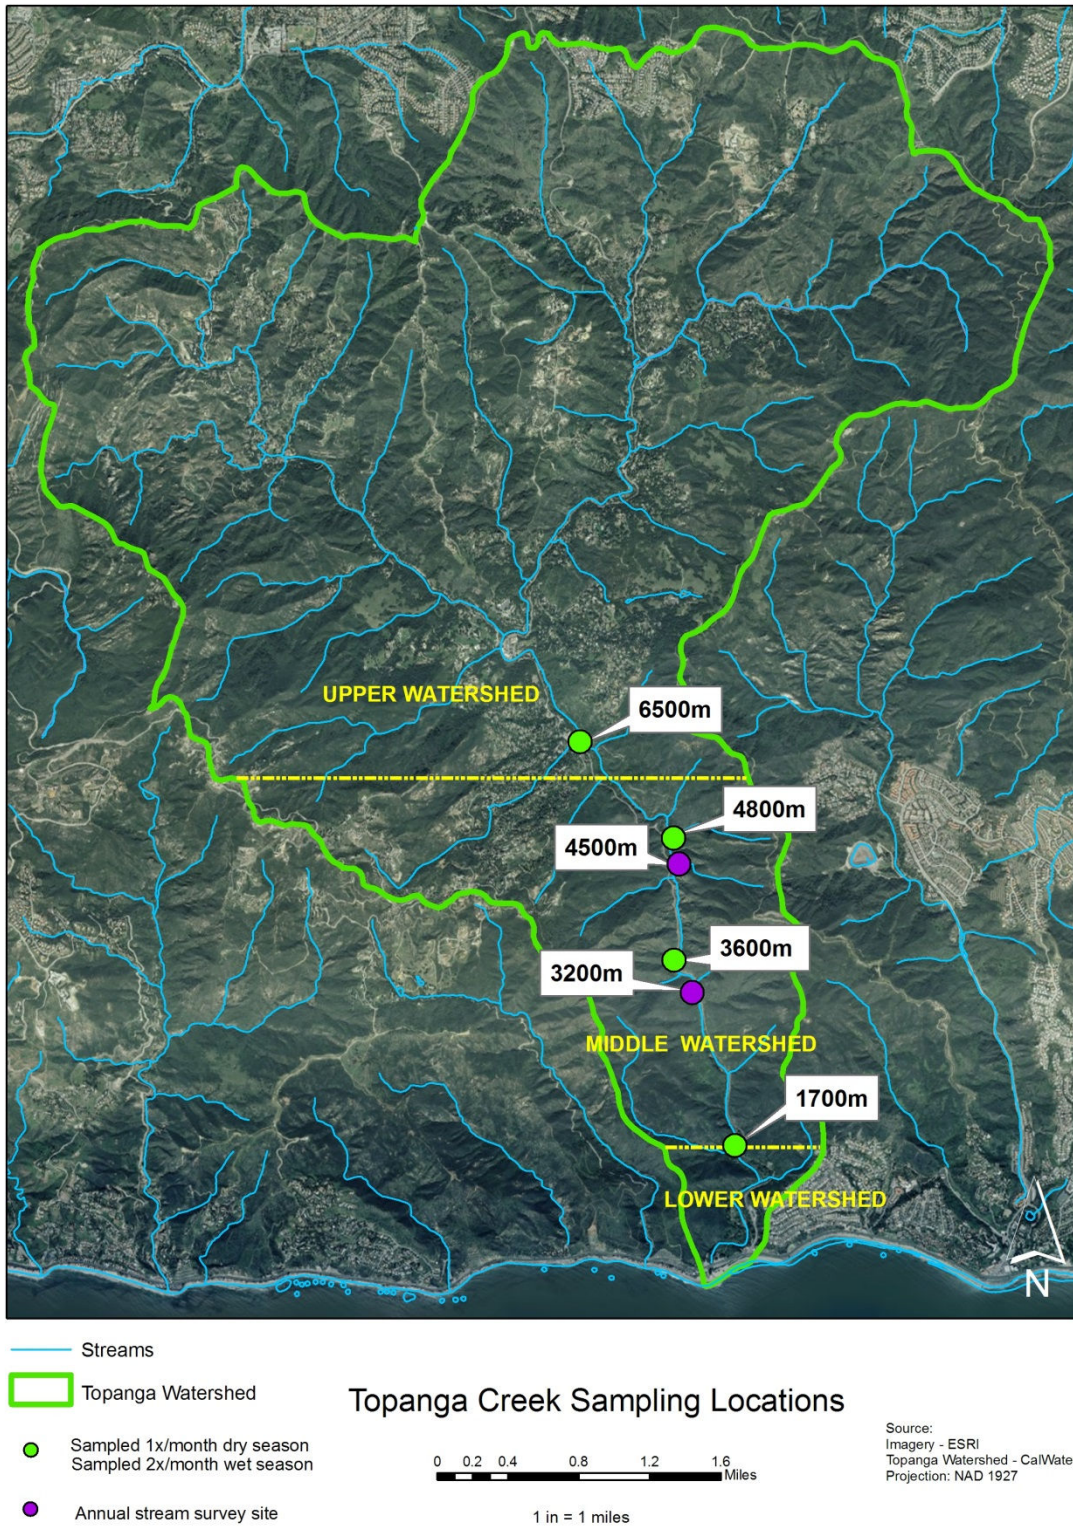 UPPER WATERSHED
6500m
4800m
4500m
3600m
3200m
MIDDLE WATERSHED
1700m
LOWER WATERSHED
N
Streams
Topanga Watershed
Topanga Creek Sampling Locations
Sampled 1x/month dry season
Sampled 2x/month wet season
Annual stream survey site
0 0.2 0.4 0.8 1.2 1.6
Miles
1 in = 1 miles
Source:
Imagery - ESRI
Topanga Watershed - CalWate
Projection: NAD 1927